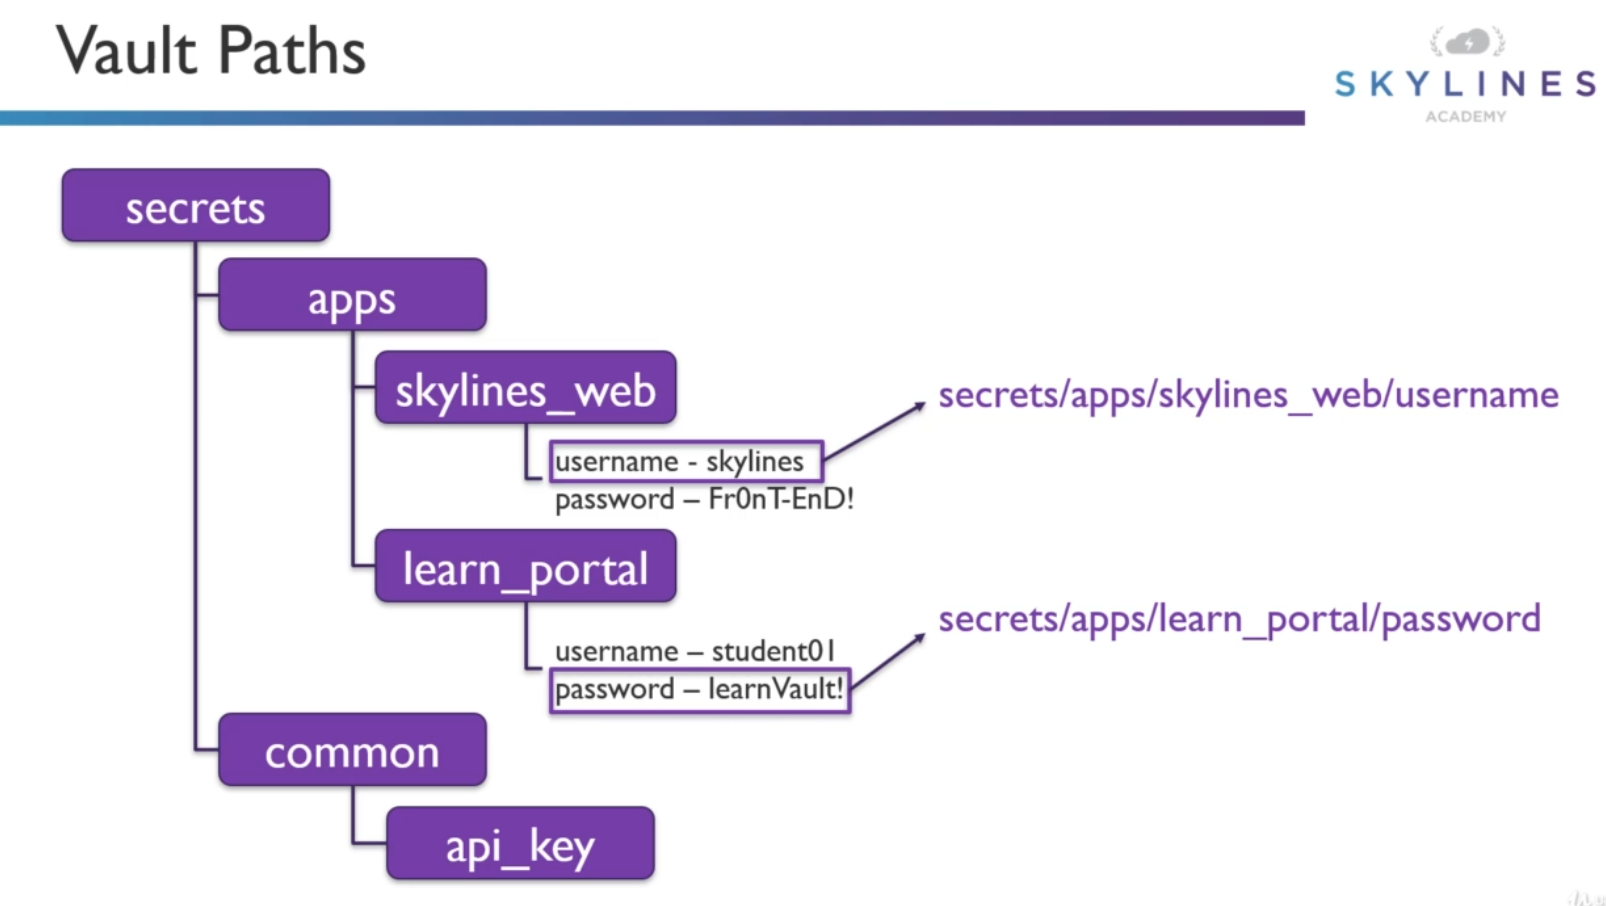 Vault Paths
SKYLINES
ACADEMY
secrets
apps
skylines_web
secrets/apps/skylines_web/username
username - skylines
password – Fr0nT-EnD!
learn_portal
secrets/apps/learn_portal/password
username – student01
password – learnVault!
common
api_key